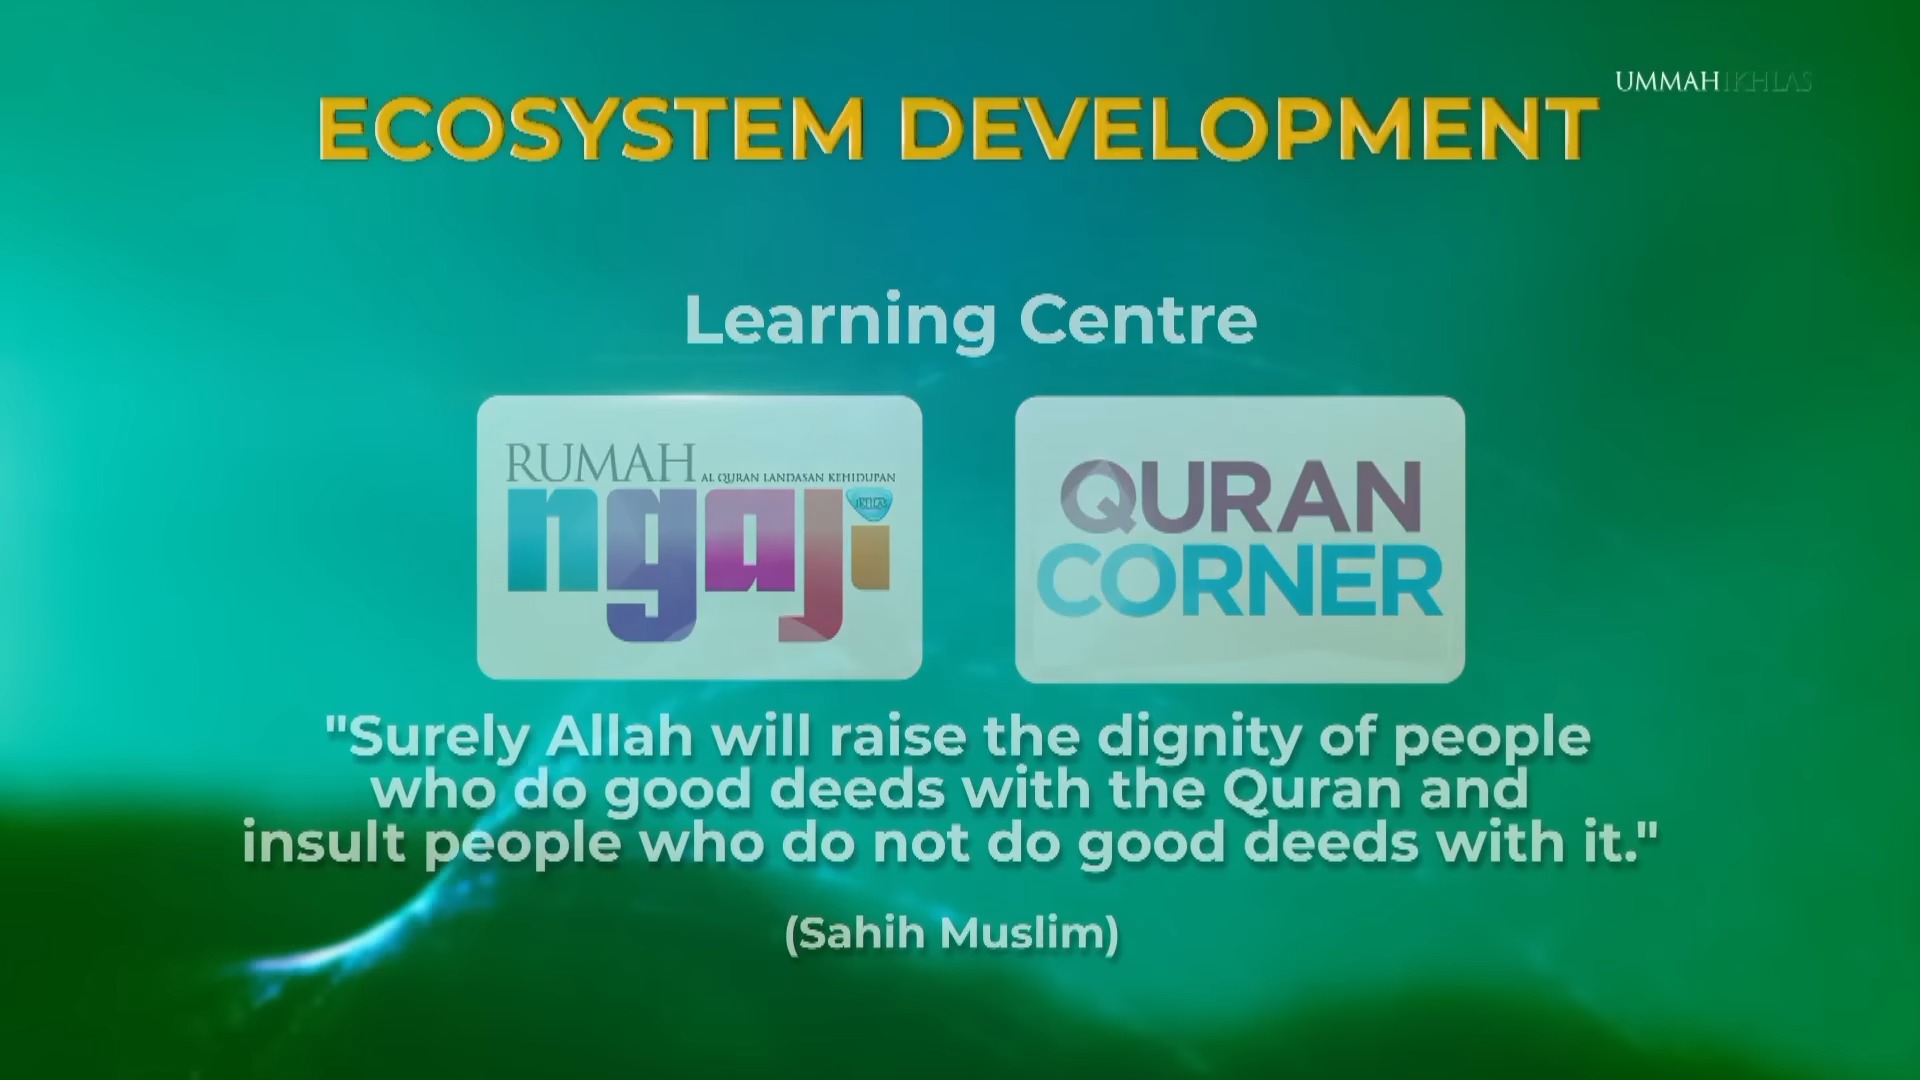 UMMAHIKHLAS
ECOSYSTEM DEVELOPMENT
Learning Centre
RUMAH
AL QURAN LANDASAN KEHIDUPAN
ngaji
IKHLAS
QURAN
CORNER
"Surely Allah will raise the dignity of people
who do good deeds with the Quran and
insult people who do not do good deeds with it."
(Sahih Muslim)